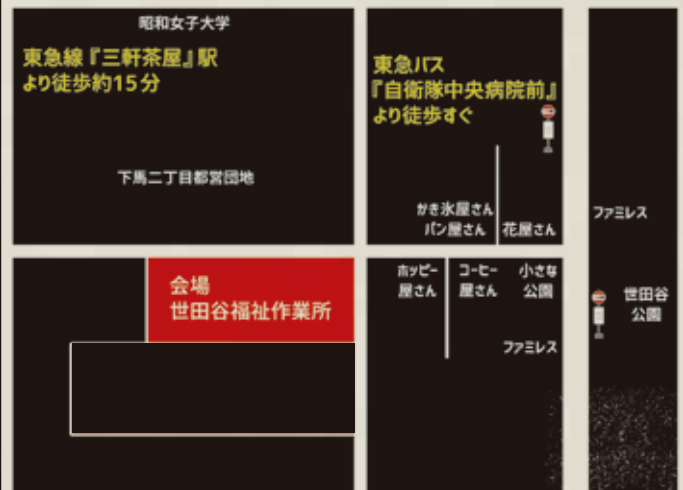 昭和女子大学
東急線『三軒茶屋』駅
より徒歩約15分
下馬二丁目都営団地
東急バス
『自衛隊中央病院前』
より徒歩すぐ
かき氷屋さん
パン屋さん
花屋さん
ファミレス
会場
世田谷福祉作業所
ホッピー
屋さん
コーヒー
屋さん
小さな
公園
ファミレス
世田谷
公園